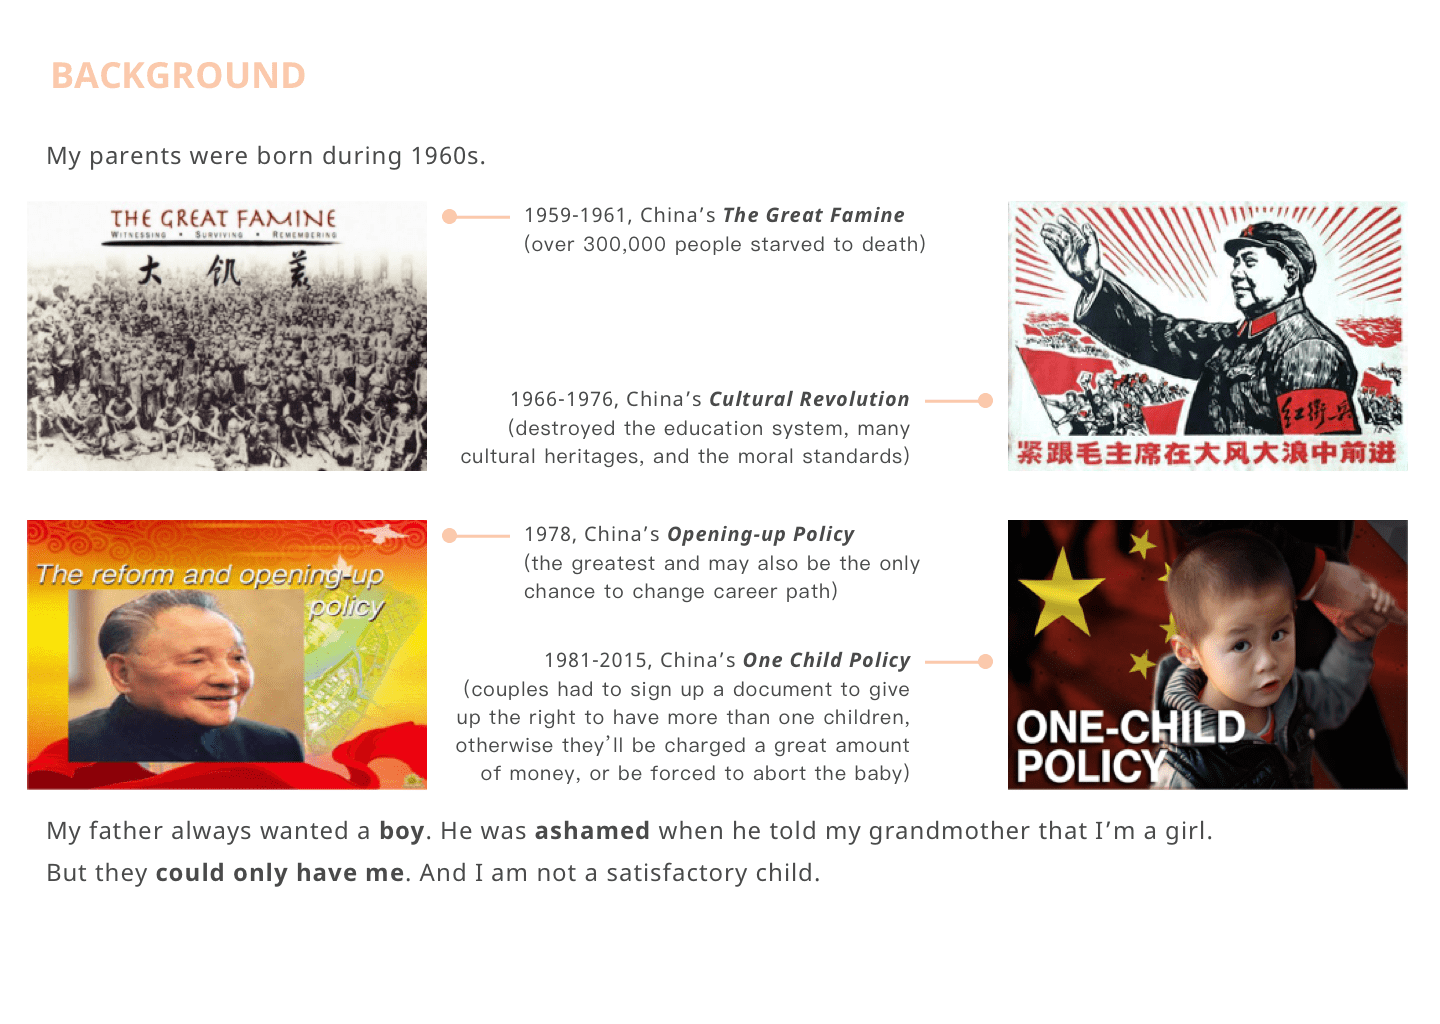 BACKGROUND
My parents were born during 1960s.
THE GREAT FAMINE
WITNESSING • SURVIVING • REMEMBERING
大饥荒
1959-1961, China’s The Great Famine
(over 300,000 people starved to death)
1966-1976, China’s Cultural Revolution
(destroyed the education system, many
cultural heritages, and the moral standards)
红衛兵
紧跟毛主席在大风大浪中前进
The reform and opening-up
policy
1978, China’s Opening-up Policy
(the greatest and may also be the only
chance to change career path)
1981-2015, China’s One Child Policy
(couples had to sign up a document to give
up the right to have more than one children,
otherwise they’ll be charged a great amount
of money, or be forced to abort the baby)
ONE-CHILD
POLICY
My father always wanted a boy. He was ashamed when he told my grandmother that I’m a girl.
But they could only have me. And I am not a satisfactory child.